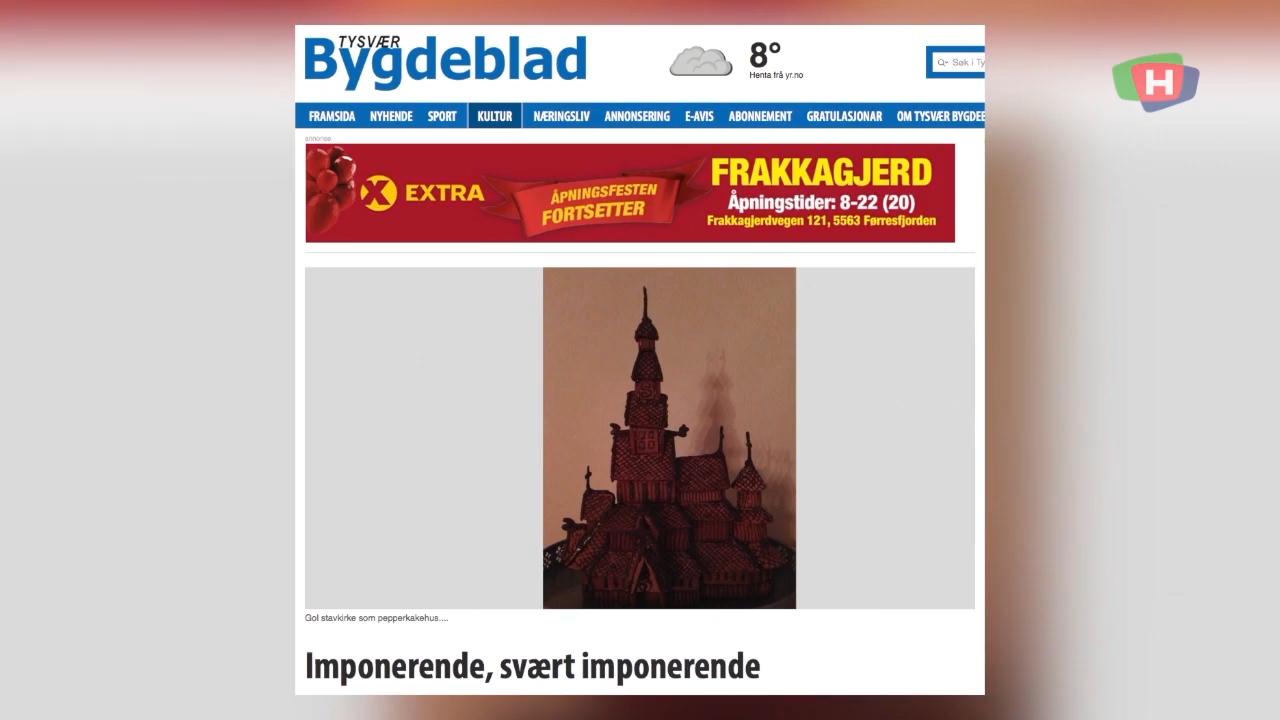 TYSVÆR
Bygdeblad
8°
Henta frå yr.no
Søk i Ty
H
FRAMSIDA NYHENDE SPORT KULTUR NÆRINGSLIV ANNONSERING E-AVIS ABONNEMENT GRATULASJONAR OM TYSVÆR BYGDEB
annonse
X EXTRA
ÅPNINGSFESTEN
FORTSETTER
FRAKKAGJERD
Åpningstider: 8-22 (20)
Frakkagjerdvegen 121, 5563 Førresfjorden
Gol stavkirke som pepperkakehus....
Imponerende, svært imponerende